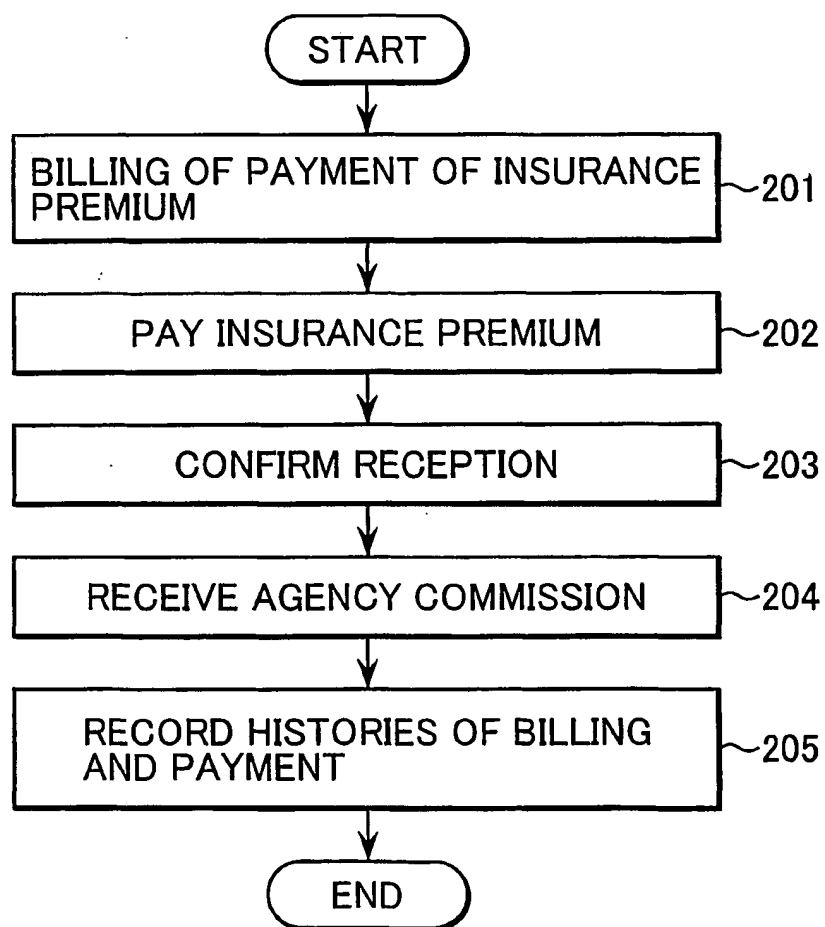 START
BILLING OF PAYMENT OF INSURANCE
PREMIUM
201
PAY INSURANCE PREMIUM
202
CONFIRM RECEPTION
203
RECEIVE AGENCY COMMISSION
204
RECORD HISTORIES OF BILLING
AND PAYMENT
205
END